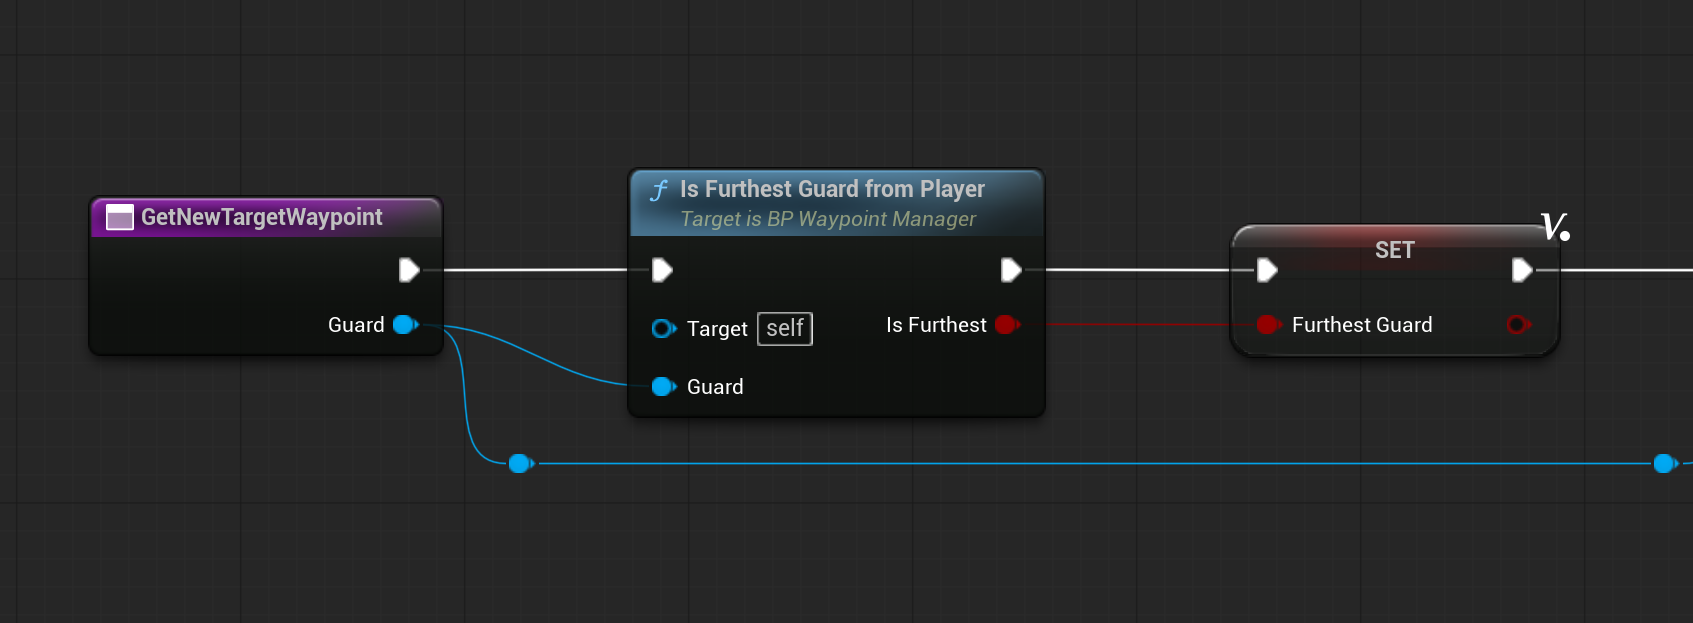 GetNewTargetWaypoint
Guard
f Is Furthest Guard from Player
Target is BP Waypoint Manager
Target self
Is Furthest
Guard
SET
V.
Furthest Guard